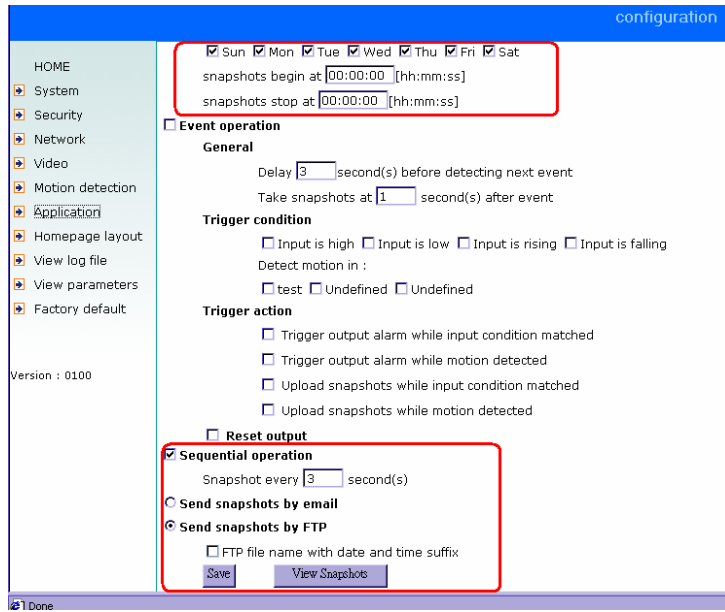 configuration
HOME
System
Security
Network
Video
Motion detection
Application
Homepage layout
View log file
View parameters
Factory default
Version : 0100
Sun Mon Tue Wed Thu Fri Sat
snapshots begin at 00:00:00 [hh:mm:ss]
snapshots stop at 00:00:00 [hh:mm:ss]
Event operation
General
Delay 3 second(s) before detecting next event
Take snapshots at 1 second(s) after event
Trigger condition
Input is high Input is low Input is rising Input is falling
Detect motion in :
test Undefined Undefined
Trigger action
Trigger output alarm while input condition matched
Trigger output alarm while motion detected
Upload snapshots while input condition matched
Upload snapshots while motion detected
Reset output
Sequential operation
Snapshot every 3 second(s)
Send snapshots by email
Send snapshots by FTP
FTP file name with date and time suffix
Save View Snapshots
Done